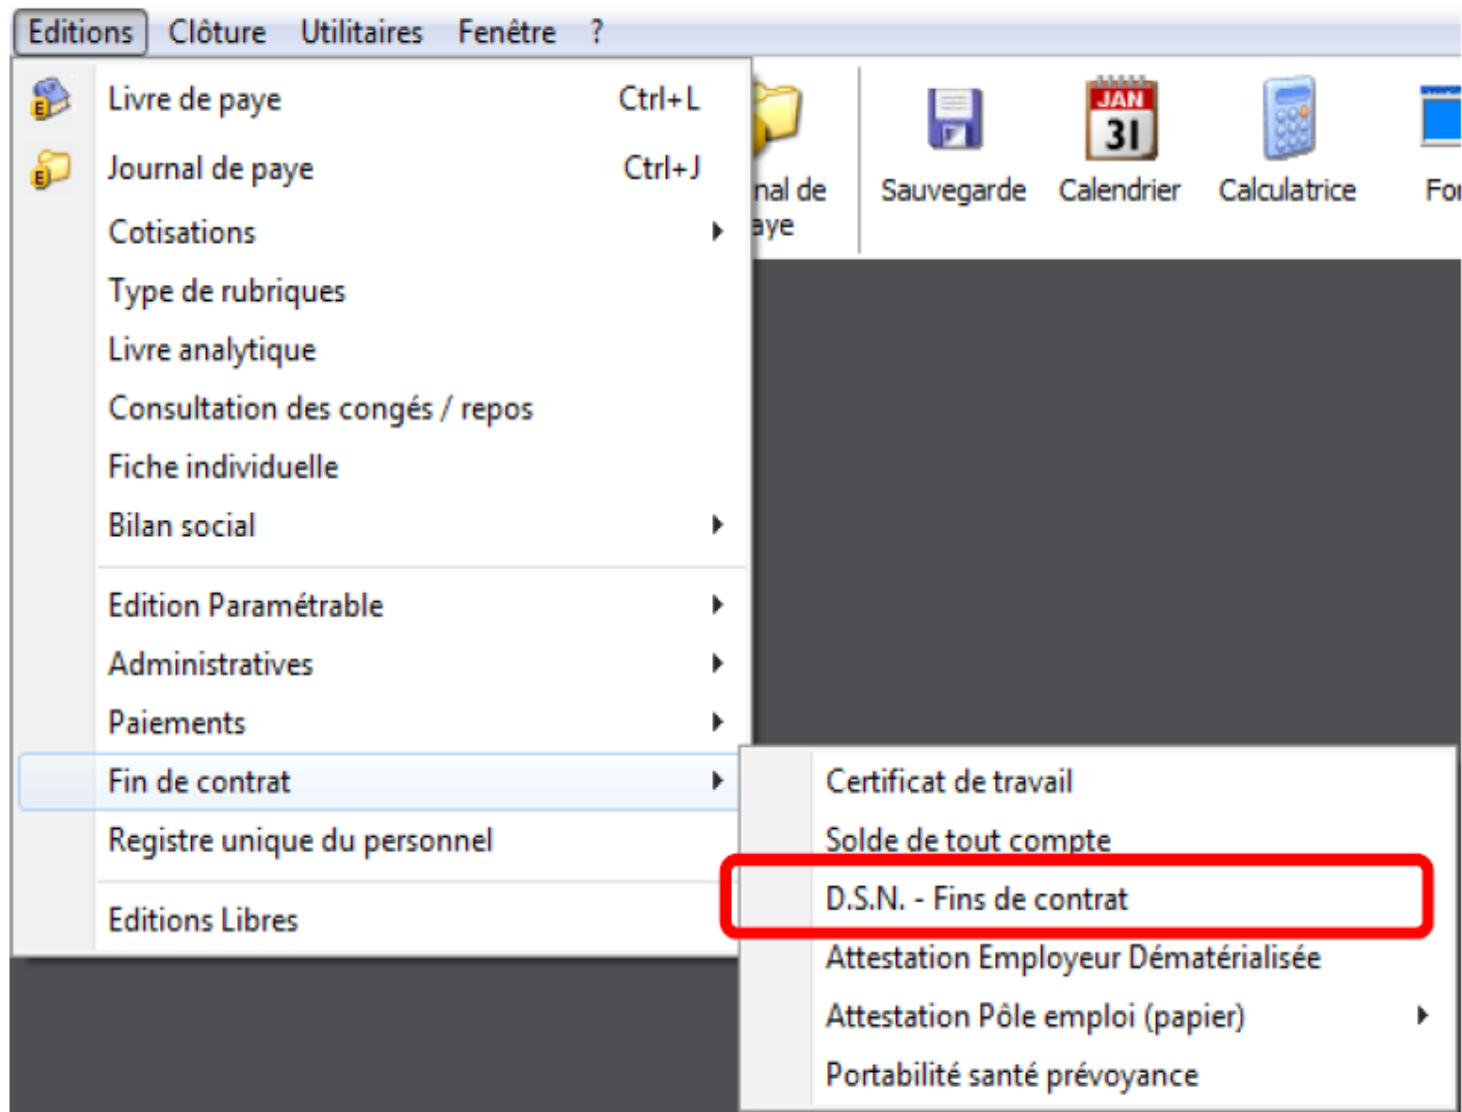 Editions Clôture Utilitaires Fenêtre ?
Livre de paye Ctrl+L
Journal de paye Ctrl+J
Cotisations
Type de rubriques
Livre analytique
Consultation des congés / repos
Fiche individuelle
Bilan social
Edition Paramétrable
Administratives
Paiements
Fin de contrat
Registre unique du personnel
Editions Libres
nal de
aye
JAN
31
Sauvegarde Calendrier Calculatrice For
Certificat de travail
Solde de tout compte
D.S.N. - Fins de contrat
Attestation Employeur Dématérialisée
Attestation Pôle emploi (papier)
Portabilité santé prévoyance